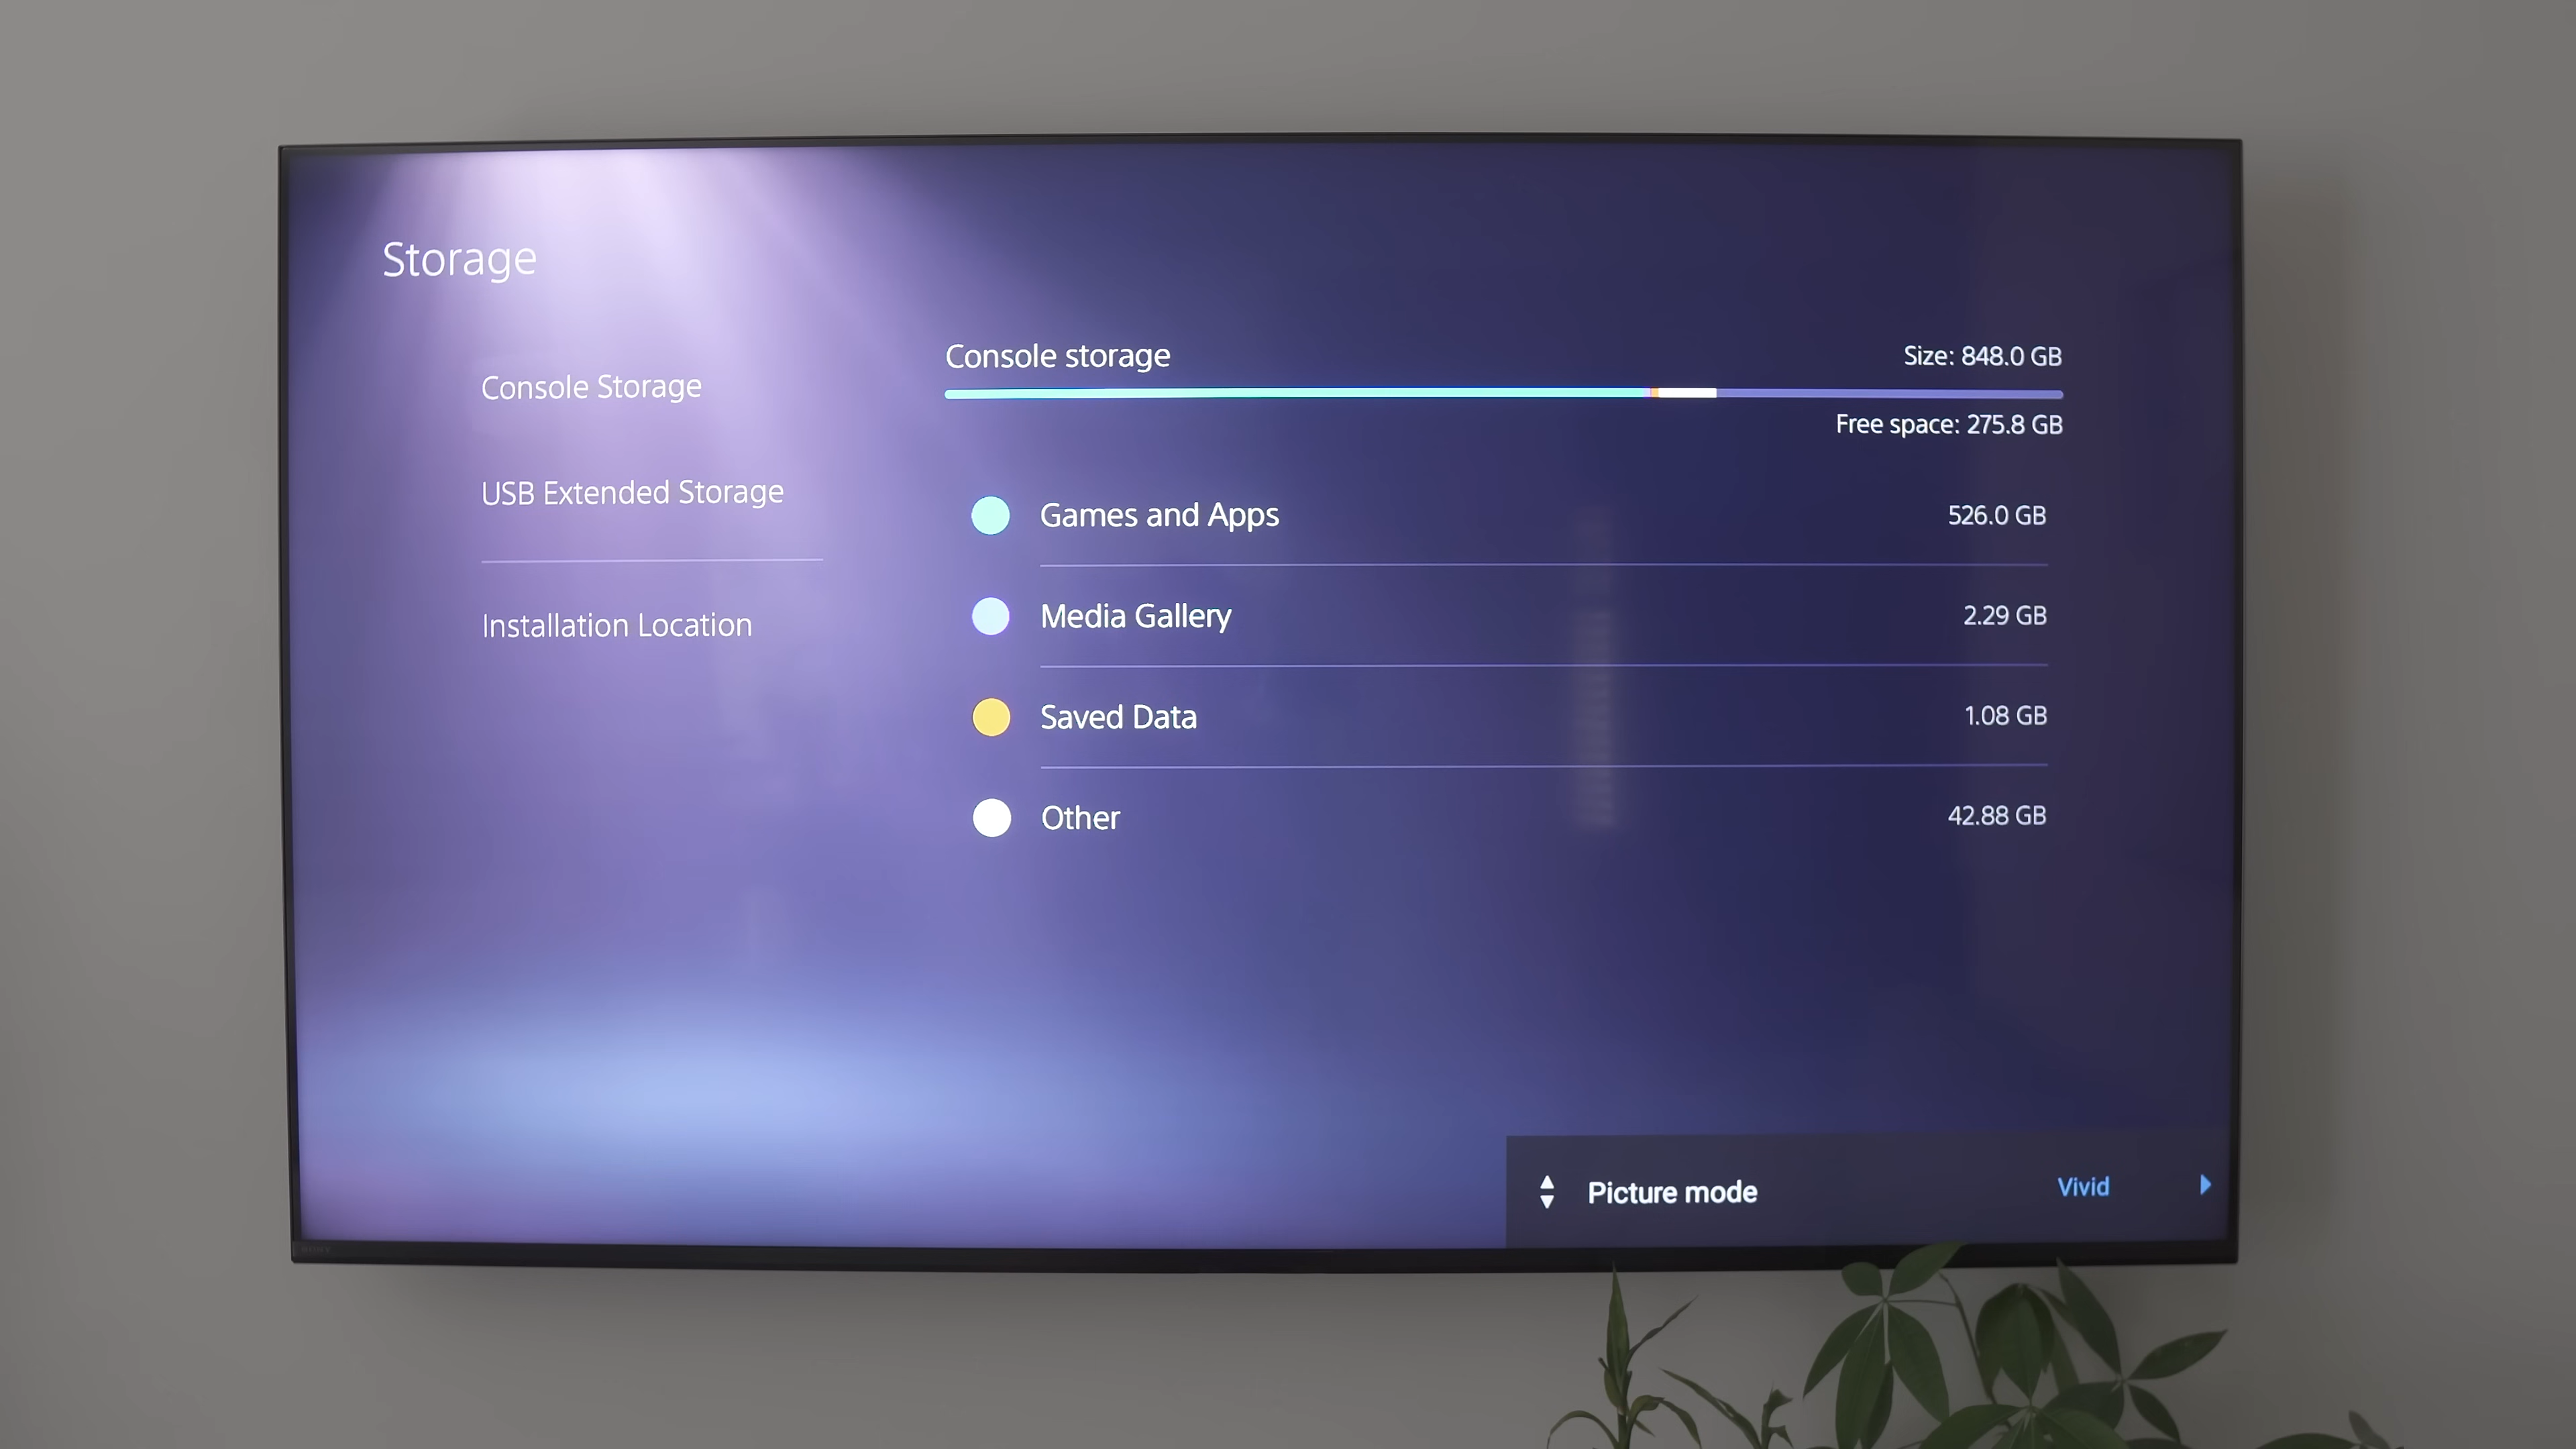 Storage
Console Storage
USB Extended Storage
Installation Location
Console storage
Size: 848.0 GB
Free space: 275.8 GB
Games and Apps
526.0 GB
Media Gallery
2.29 GB
Saved Data
1.08 GB
Other
42.88 GB
Picture mode
Vivid